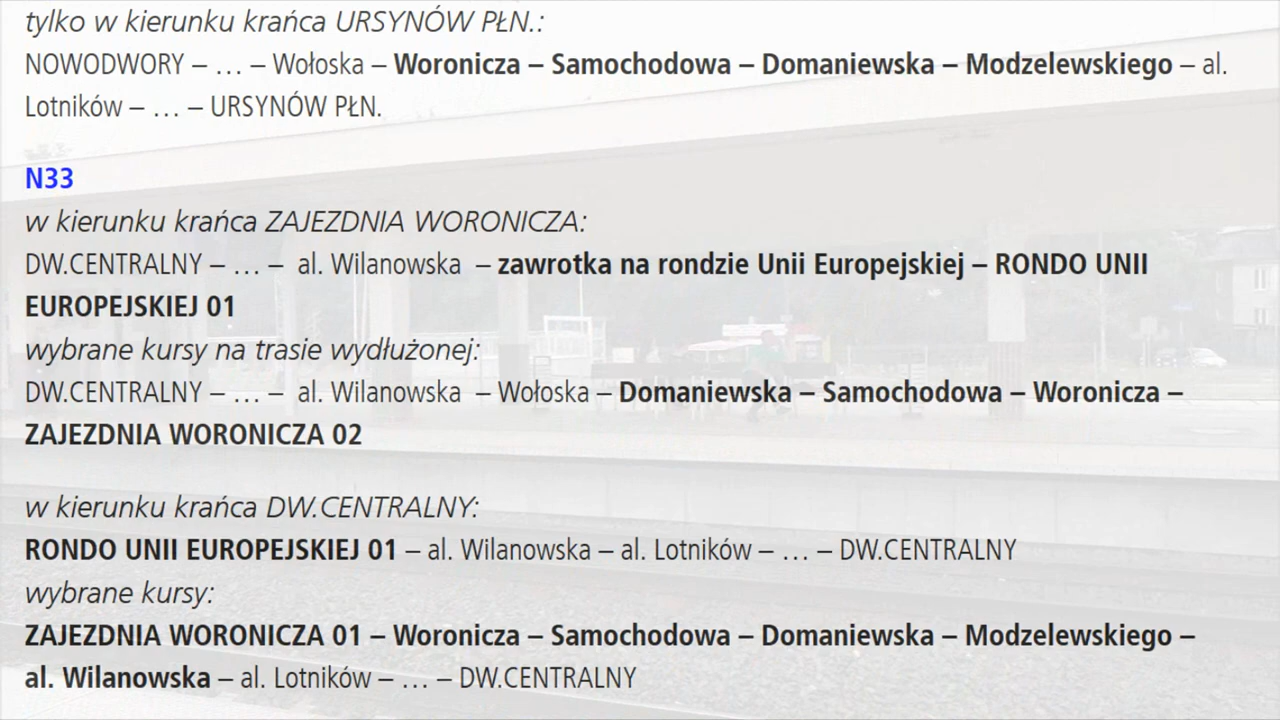 tylko w kierunku krańca URSYNÓW PŁN.:
NOWODWORY – … – Wołoska – Woronicza – Samochodowa – Domaniewska – Modzelewskiego – al.
Lotników – … – URSYNÓW PŁN.
N33
w kierunku krańca ZAJEZDNIA WORONICZA:
DW.CENTRALNY – … – al. Wilanowska – zawrotka na rondzie Unii Europejskiej – RONDO UNII
EUROPEJSKIEJ 01
wybrane kursy na trasie wydłużonej:
DW.CENTRALNY – … – al. Wilanowska – Wołoska – Domaniewska – Samochodowa – Woronicza –
ZAJEZDNIA WORONICZA 02
w kierunku krańca DW.CENTRALNY:
RONDO UNII EUROPEJSKIEJ 01 – al. Wilanowska – al. Lotników – … – DW.CENTRALNY
wybrane kursy:
ZAJEZDNIA WORONICZA 01 – Woronicza – Samochodowa – Domaniewska – Modzelewskiego –
al. Wilanowska – al. Lotników – … – DW.CENTRALNY